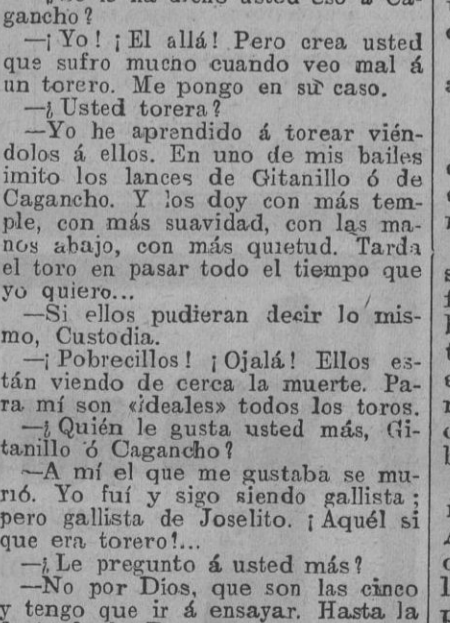 gancho?
—¡Yo! ¡El allá! Pero crea usted
que sufro mucho cuando veo mal á
un torero. Me pongo en su caso.
—¿Usted torera?
—Yo he aprendido á torear vién-
dolos á ellos. En uno de mis bailes
imito los lances de Gitanillo ó de
Cagancho. Y los doy con más tem-
ple, con más suavidad, con las ma-
nos abajo, con más quietud. Tarda
el toro en pasar todo el tiempo que
yo quiero...
—Si ellos pudieran decir lo mis-
mo, Custodia.
—¡Pobrecillos! ¡Ojalá! Ellos es-
tán viendo de cerca la muerte. Pa-
ra mí son «ideales» todos los toros.
—¿Quién le gusta usted más, Gi-
tanillo ó Cagancho?
—A mí el que me gustaba se mu-
rió. Yo fuí y sigo siendo gallista;
pero gallista de Joselito. ¡Aquél si
que era torero!...
—¿Le pregunto á usted más?
—No por Dios, que son las cinco
y tengo que ir á ensayar. Hasta la